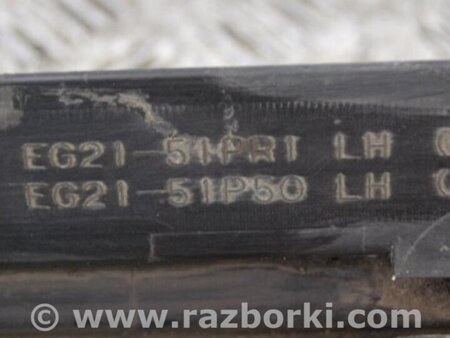 EG21-51PR1 LH
EG21-51P50 LH
© www.razborki.com